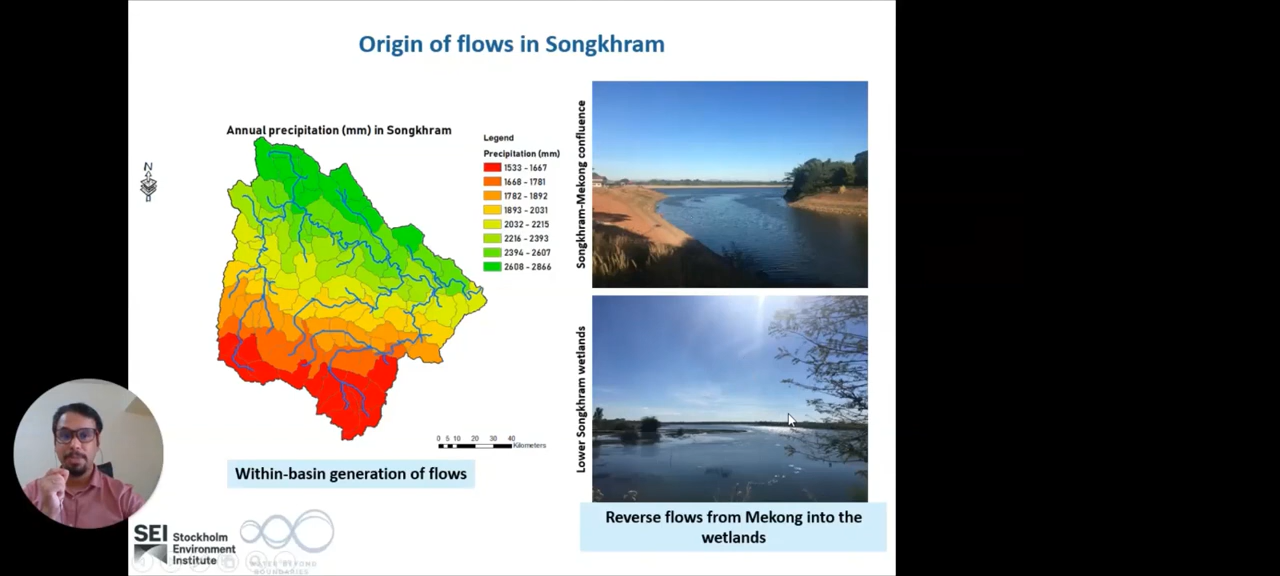 Origin of flows in Songkhram
Annual precipitation (mm) in Songkhram
N
Legend
Precipitation (mm)
1533 - 1667
1668 - 1781
1782 - 1892
1893 - 2031
2032 - 2215
2216 - 2393
2394 - 2607
2608 - 2866
0 5 10 20 30 40
Kilometers
Within-basin generation of flows
Songkhram-Mekong confluence
Lower Songkhram wetlands
Reverse flows from Mekong into the
wetlands
SEI
Stockholm
Environment
Institute
WATER BEYOND
BOUNDARIES